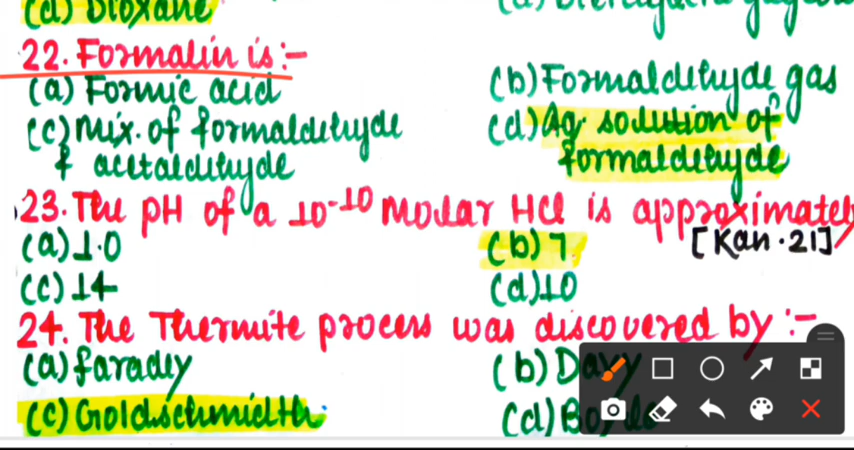 (d) Dioxane
22. Formalin is:-
(a) Formic acid
(b) Formaldehyde gas
(c) Mix. of formaldehyde & acetaldehyde
(d) Aq. solution of formaldehyde
23. The pH of a 10-10 Molar HCl is approximately
[Kan.21]
(a) 1.0
(b) 7.
(c) 14
(d) 10
24. The Thermite process was discovered by :-
(a) faradey
(b) Davy
(c) Goldschmidth.
(d)